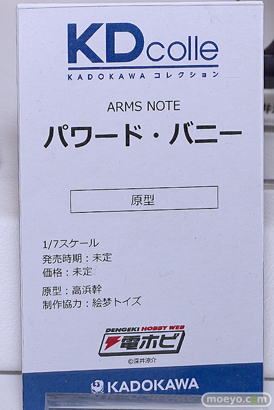 KDcolle
KADOKAWA コレクション
ARMS NOTE
パワード・バニー
原型
1/7スケール
発売時期：未定
価格：未定
原型：高浜幹
制作協力：絵夢トイズ
DENGEKI HOBBY WEB
電ホビ
©深井涼介
KADOKAWA
moeyo.com